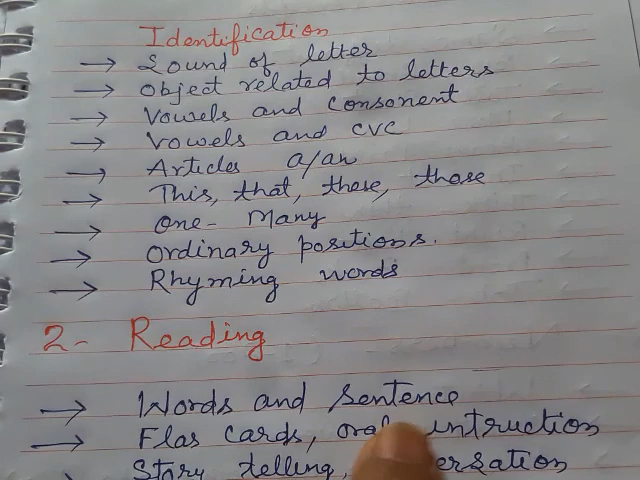 Identification
→ Sound of letter
→ Object related to letters
→ Vowels and Consonent
→ Vowels and CVC
→ Articles a/an
→ This, that, these, those
→ One - Many
→ Ordinary positions.
→ Rhyming words
2- Reading
→ Words and sentence
→ Flas cards, oral intruction
→ Story telling,